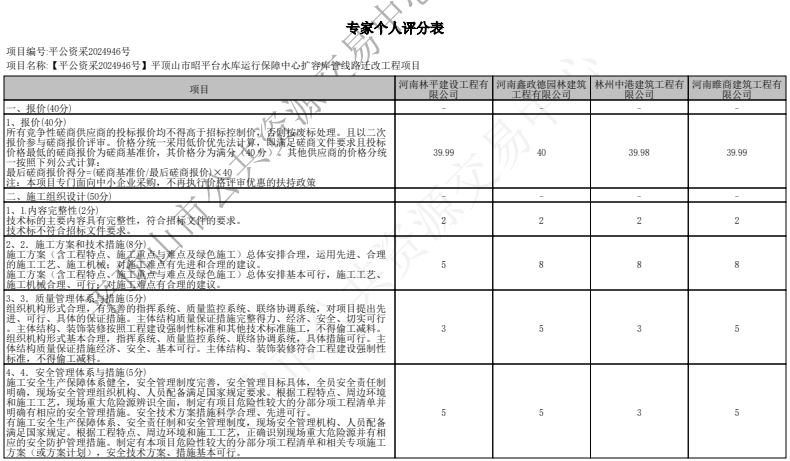 专家个人评分表
项目编号:平公资采2024946号
项目名称:【平公资采2024946号】平顶山市昭平台水库运行保障中心扩容库管线路迁改工程项目
项目
河南林平建设工程有限公司
河南鑫政德园林建筑工程有限公司
林州中港建筑工程有限公司
河南睢商建筑工程有限公司
一、报价(40分)
-
-
-
-
1、报价(40分)
所有竞争性磋商供应商的投标报价均不得高于招标控制价，否则按废标处理。且以二次
报价参与磋商报价评审。价格分统一采用低价优先法计算，即满足磋商文件要求且投标
价格最低的磋商报价为磋商基准价，其价格分为满分（40 分）。其他供应商的价格分统
一按照下列公式计算：
最后磋商报价得分=(磋商基准价/最后磋商报价)×40
注：本项目专门面向中小企业采购，不再执行价格评审优惠的扶持政策
39.99
40
39.98
39.99
二、施工组织设计(50分)
-
-
-
-
1、1.内容完整性(2分)
技术标的主要内容具有完整性，符合招标文件的要求。
技术标不符合招标文件要求。
2
2
2
2
2、2. 施工方案和技术措施(8分)
施工方案（含工程特点、施工重点与难点及绿色施工）总体安排合理，运用先进、合理
的施工工艺、施工机械；对施工难点有先进和合理的建议。
施工方案（含工程特点、施工重点与难点及绿色施工）总体安排基本可行，施工工艺、
施工机械合理、可行；对施工难点有合理的建议。
5
8
8
8
3、3. 质量管理体系与措施(5分)
组织机构形式合理，有完善的指挥系统、质量监控系统、联络协调系统，对项目提出先
进、可行、具体的保证措施。主体结构质量保证措施完整得力、经济、安全、切实可行
。主体结构、装饰装修按照工程建设强制性标准和其他技术标准施工，不得偷工减料。
组织机构形式基本合理，指挥系统、质量监控系统、联络协调系统，具体措施可行。主
体结构质量保证措施经济、安全、基本可行。主体结构、装饰装修符合工程建设强制性
标准，不得偷工减料。
3
5
3
5
4、4. 安全管理体系与措施(5分)
施工安全生产保障体系健全，安全管理制度完善，安全管理目标具体，全员安全责任制
明确，现场安全管理组织机构、人员配备满足国家规定要求。根据工程特点、周边环境
和施工工艺，现场重大危险源辨识全面，制定有项目危险性较大的分部分项工程清单并
明确有相应的安全管理措施。安全技术方案措施科学合理、先进可行。
有施工安全生产保障体系、安全责任制和安全管理制度，现场安全管理机构、人员配备
满足国家规定。根据工程特点、周边环境和施工工艺，正确识别现场重大危险源并有相
应的安全防护管理措施。制定有本项目危险性较大的分部分项工程清单和相关专项施工
方案（或方案计划），安全技术方案、措施基本可行。
5
5
3
5